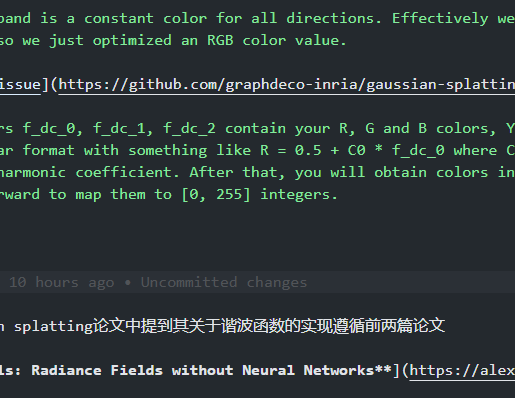 band is a constant color for all directions. Effectively we
so we just optimized an RGB color value.
issue](https://github.com/graphdeco-inria/gaussian-splattin
rs f_dc_0, f_dc_1, f_dc_2 contain your R, G and B colors, Y
ar format with something like R = 0.5 + C0 * f_dc_0 where C
harmonic coefficient. After that, you will obtain colors in
rward to map them to [0, 255] integers.
10 hours ago • Uncommitted changes
n splatting论文中提到其关于谐波函数的实现遵循前两篇论文
ls: Radiance Fields without Neural Networks**](https://alex